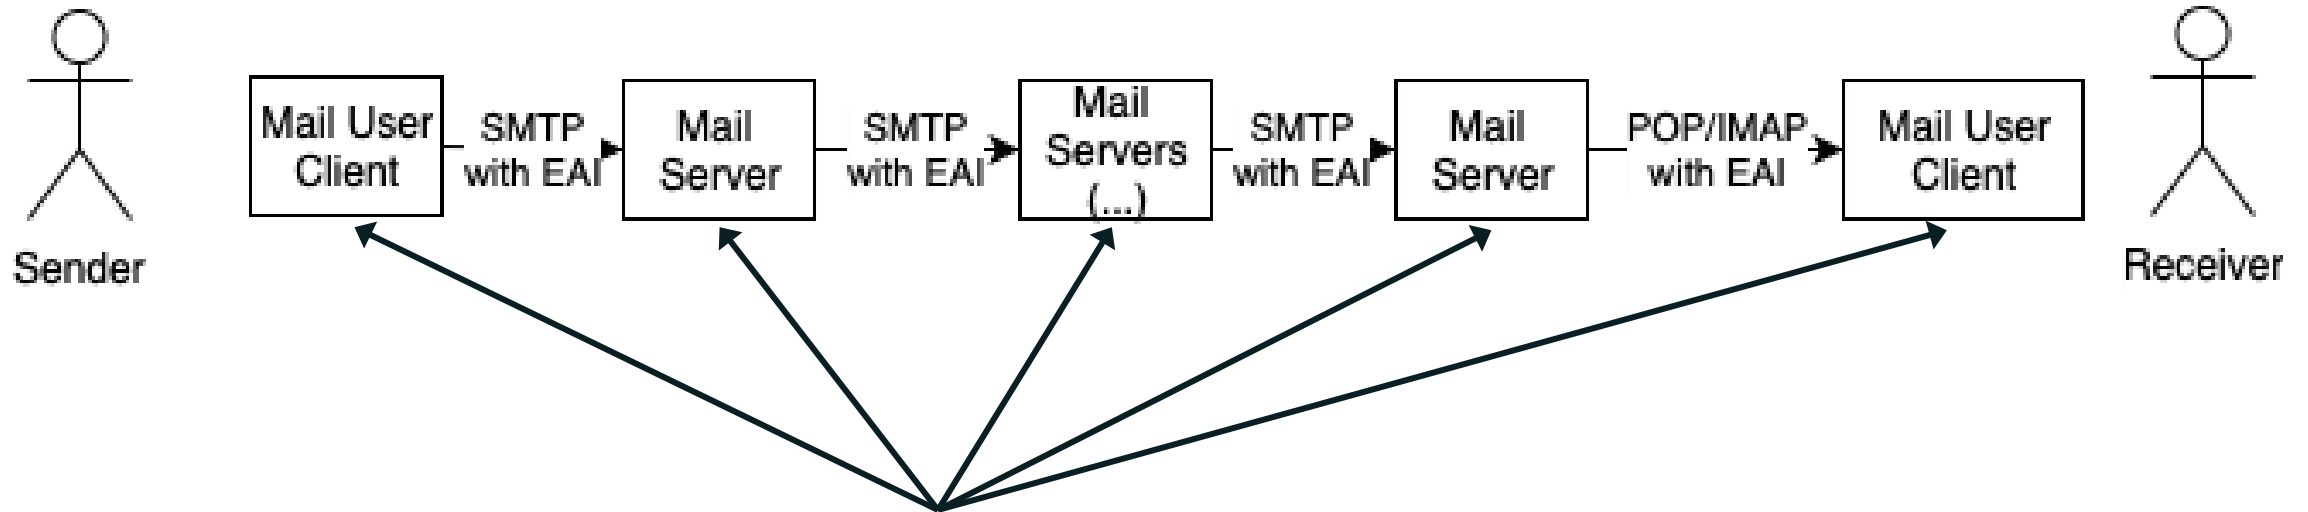 Mail User
Client
SMTP
with EAI
Mail
Server
SMTP
with EAI
Mail
Servers
(...)
SMTP
with EAI
Mail
Server
POP/IMAP
with EAI
Mail User
Client
Sender
Receiver